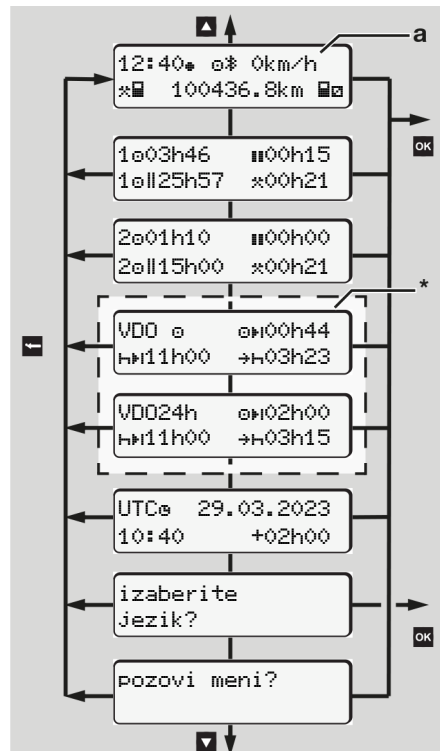 a
12:40 0km/h
100436.8km
OK
1 03h46 00h15
1 25h57 00h21
2 01h10 00h00
2 15h00 00h21
*
VDO 00h44
11h00 03h23
VDO24h 02h00
11h00 03h15
UTC 29.03.2023
10:40 +02h00
izaberite
jezik?
OK
pozovi meni?